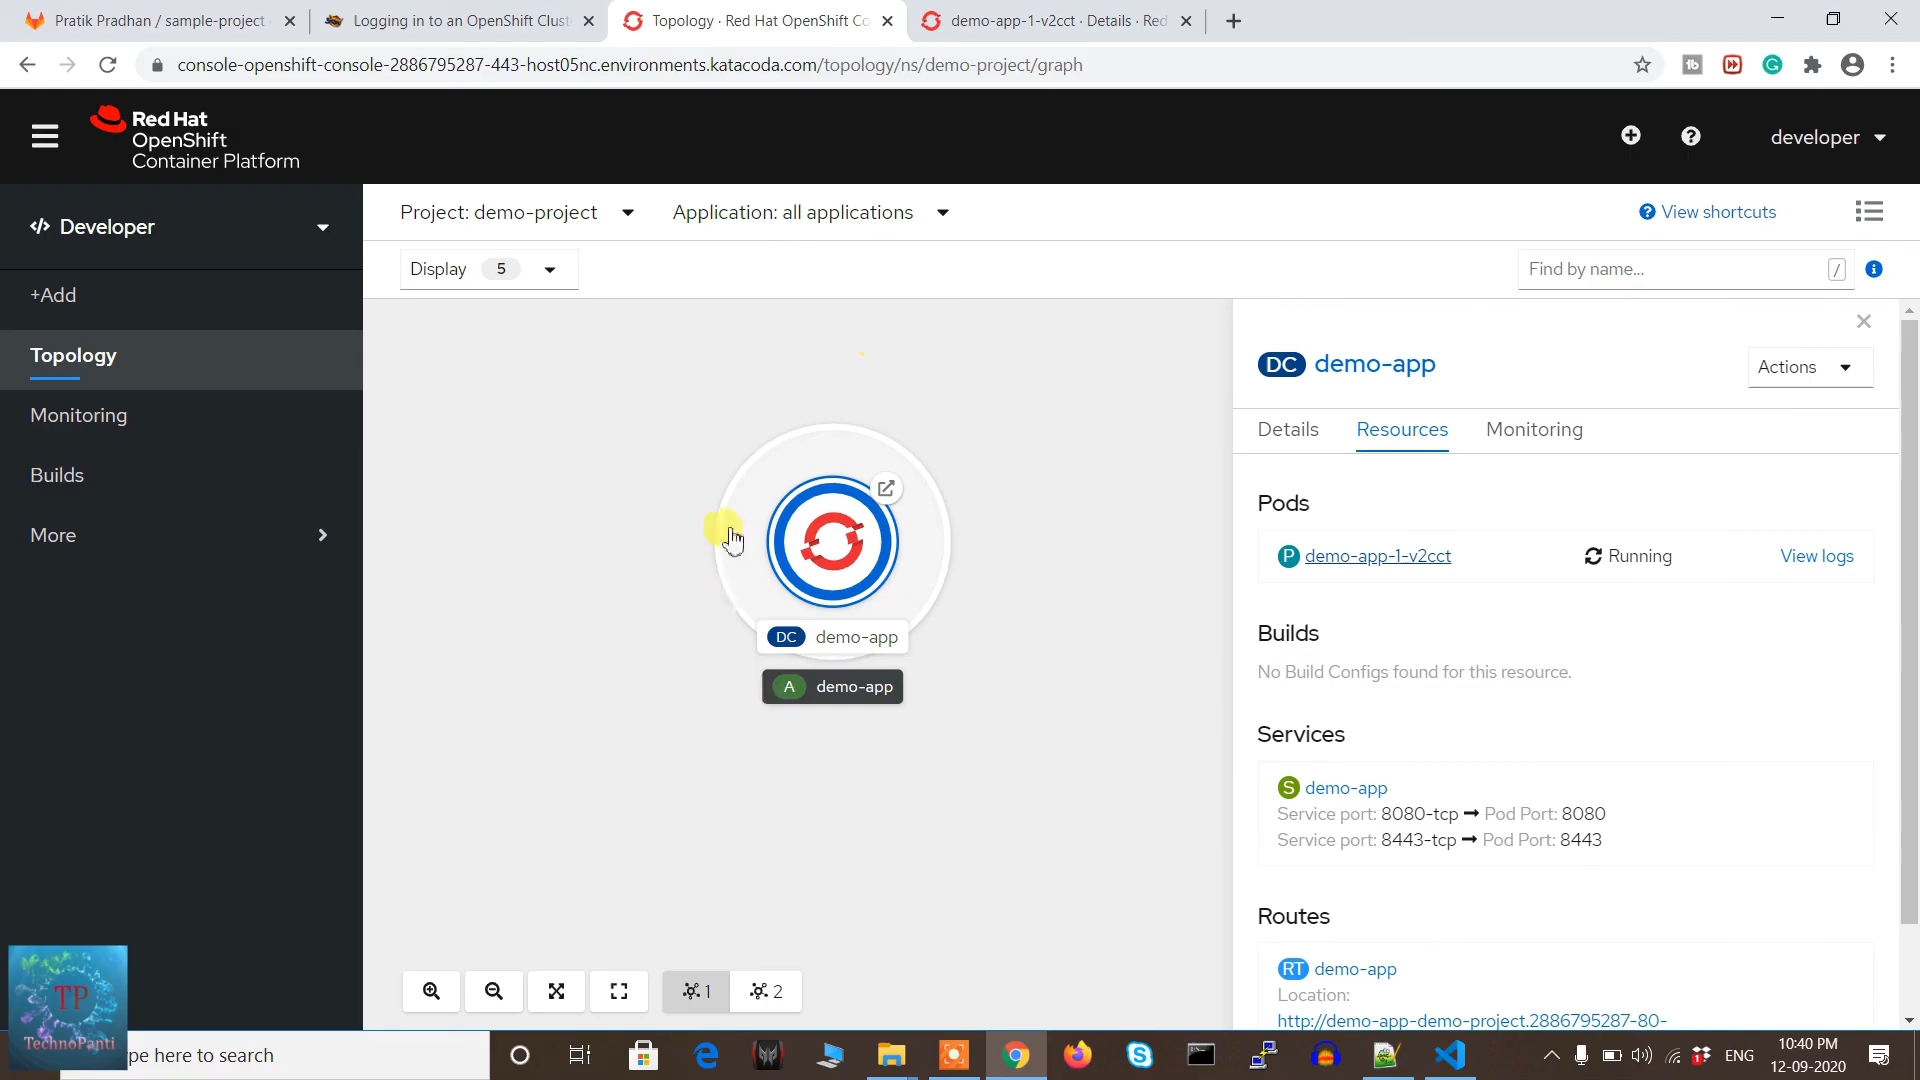 Pratik Pradhan / sample-project
Logging in to an OpenShift Clust
Topology · Red Hat OpenShift Co
demo-app-1-v2cct · Details · Red
console-openshift-console-2886795287-443-host05nc.environments.katacoda.com/topology/ns/demo-project/graph
Red Hat
OpenShift
Container Platform
developer
Developer
Project: demo-project
Application: all applications
View shortcuts
Display 5
Find by name...
/
+Add
Topology
Monitoring
Builds
More
DC demo-app
A demo-app
1
2
DC demo-app
Actions
Details
Resources
Monitoring
Pods
P demo-app-1-v2cct
Running
View logs
Builds
No Build Configs found for this resource.
Services
S demo-app
Service port: 8080-tcp ➞ Pod Port: 8080
Service port: 8443-tcp ➞ Pod Port: 8443
Routes
RT demo-app
Location:
http://demo-app-demo-project.2886795287-80-
TP
TechnoPanti
pe here to search
ENG
10:40 PM
12-09-2020